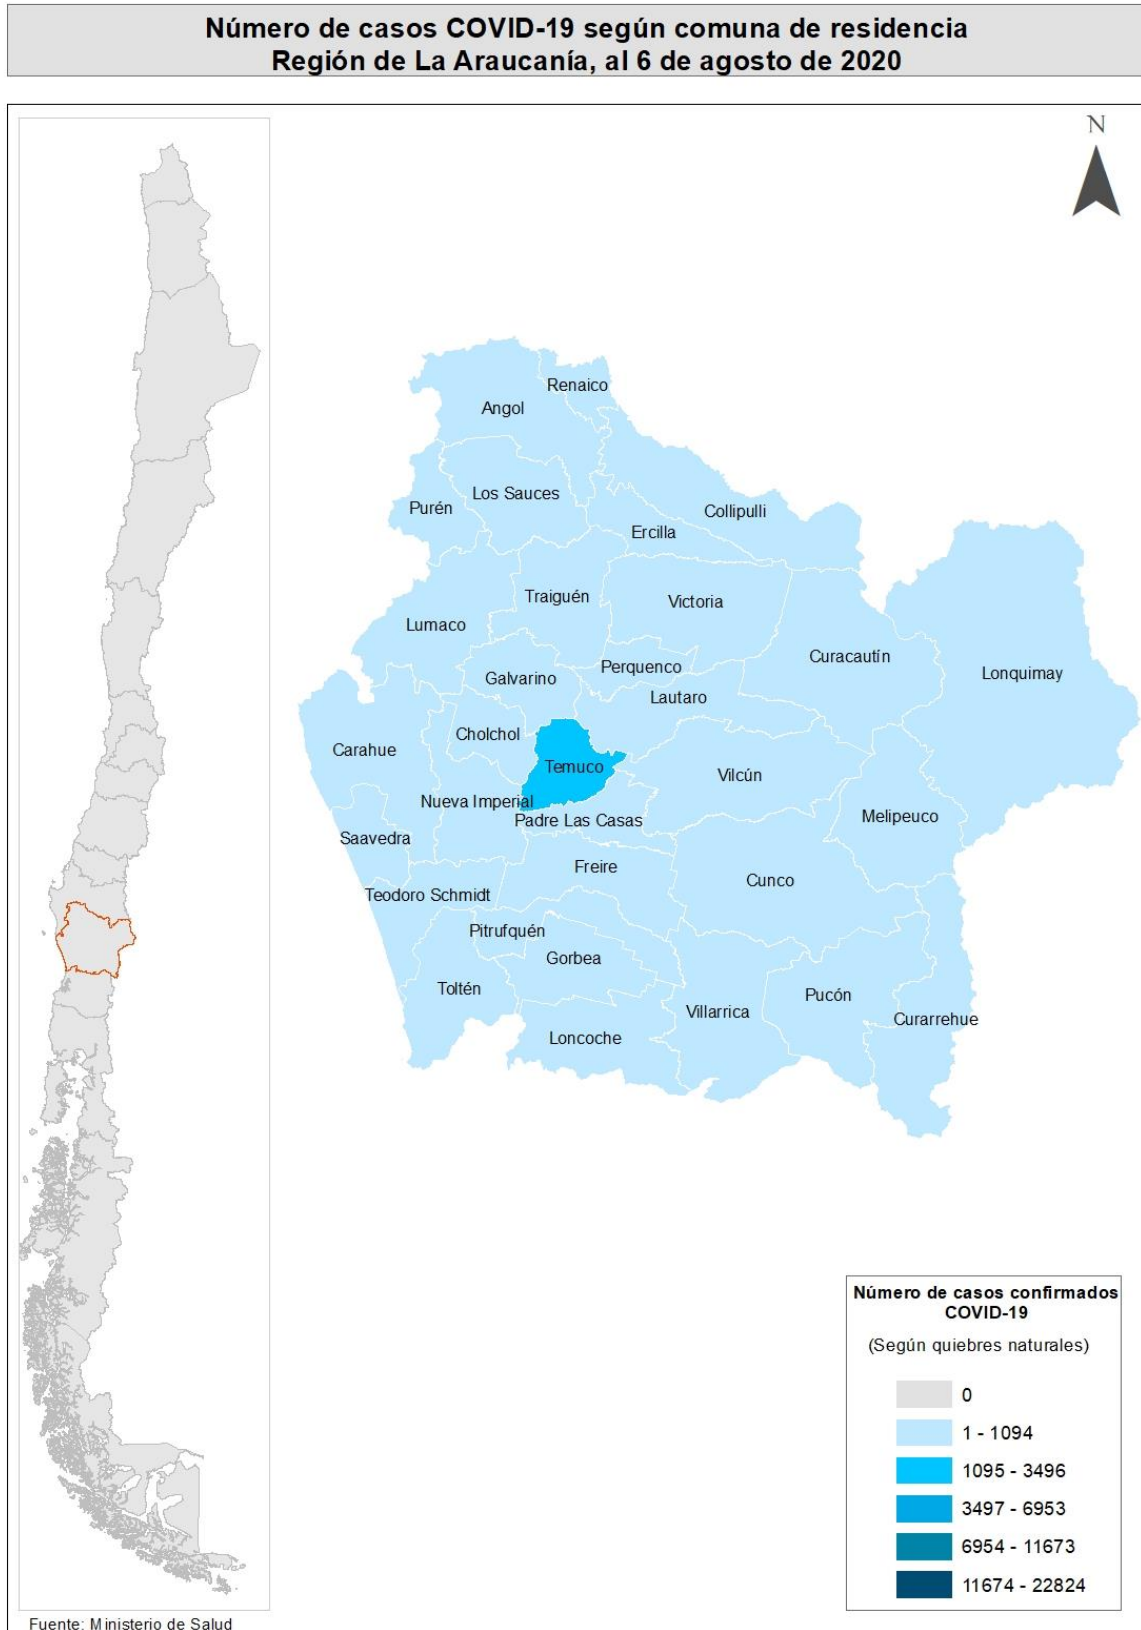 Número de casos COVID-19 según comuna de residencia
Región de La Araucanía, al 6 de agosto de 2020
N
Renaico
Angol
Los Sauces
Purén
Collipulli
Ercilla
Traiguén
Victoria
Lumaco
Curacautín
Perquenco
Lonquimay
Galvarino
Lautaro
Cholchol
Carahue
Temuco
Vilcún
Nueva Imperial
Melipeuco
Padre Las Casas
Saavedra
Freire
Cunco
Teodoro Schmidt
Pitrufquén
Gorbea
Toltén
Pucón
Villarrica
Curarrehue
Loncoche
Número de casos confirmados
COVID-19
(Según quiebres naturales)
0
1 - 1094
1095 - 3496
3497 - 6953
6954 - 11673
11674 - 22824
Fuente: Ministerio de Salud